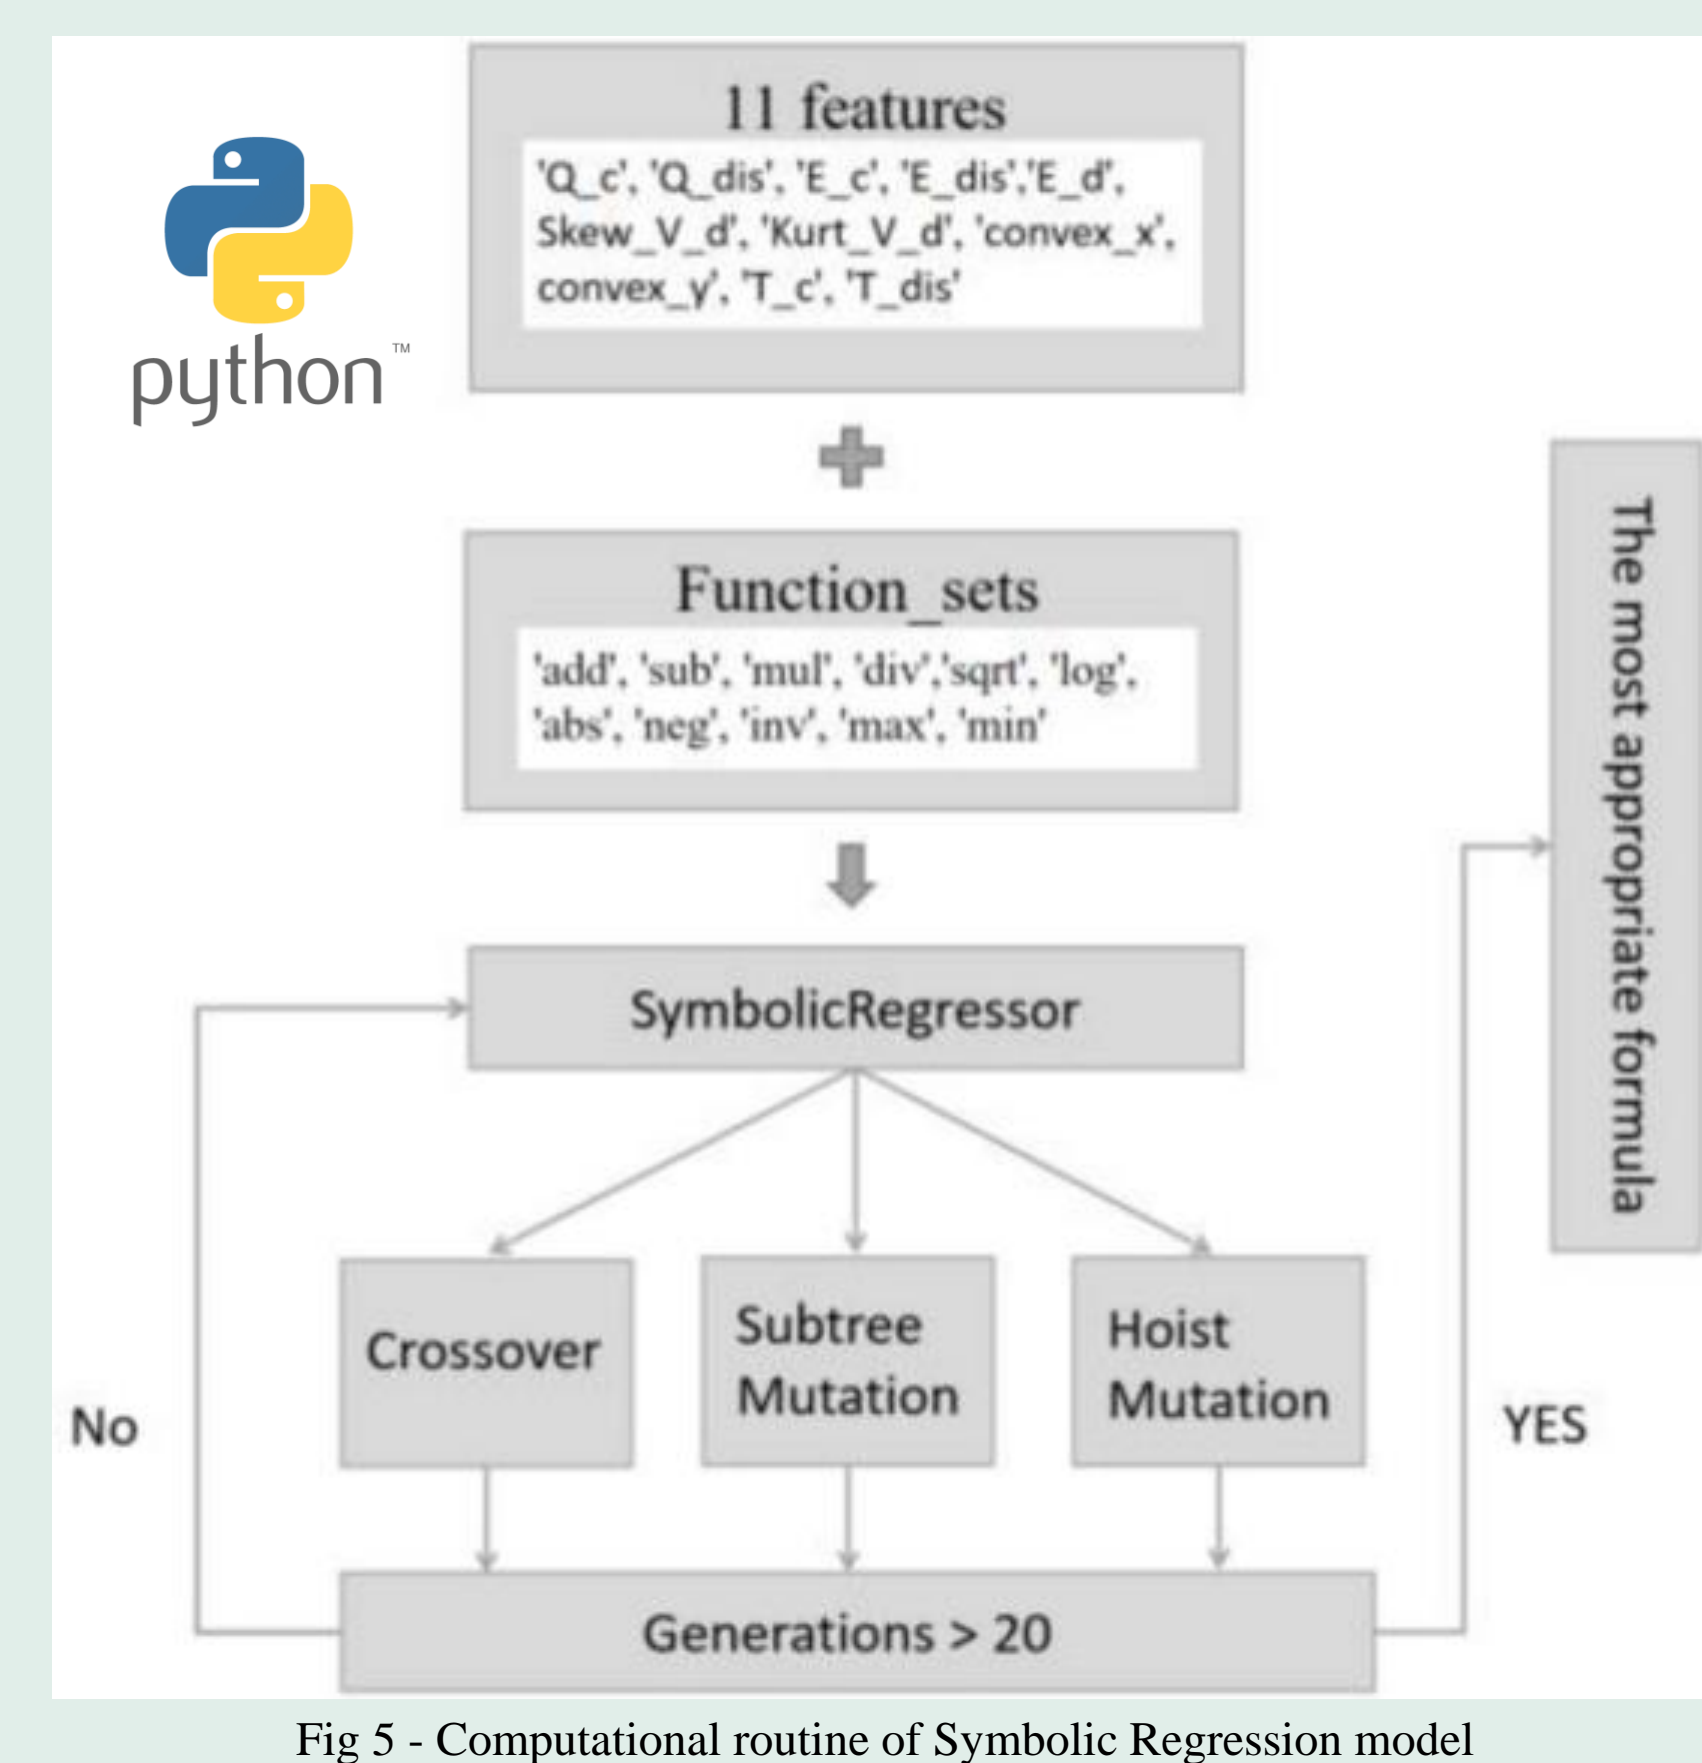 python™
11 features
'Q_c', 'Q_dis', 'E_c', 'E_dis','E_d',
Skew_V_d', 'Kurt_V_d', 'convex_x',
convex_y', 'T_c', 'T_dis'
Function_sets
'add', 'sub', 'mul', 'div','sqrt', 'log',
'abs', 'neg', 'inv', 'max', 'min'
The most appropriate formula
SymbolicRegressor
Crossover
Subtree
Mutation
Hoist
Mutation
No
YES
Generations > 20
Fig 5 - Computational routine of Symbolic Regression model